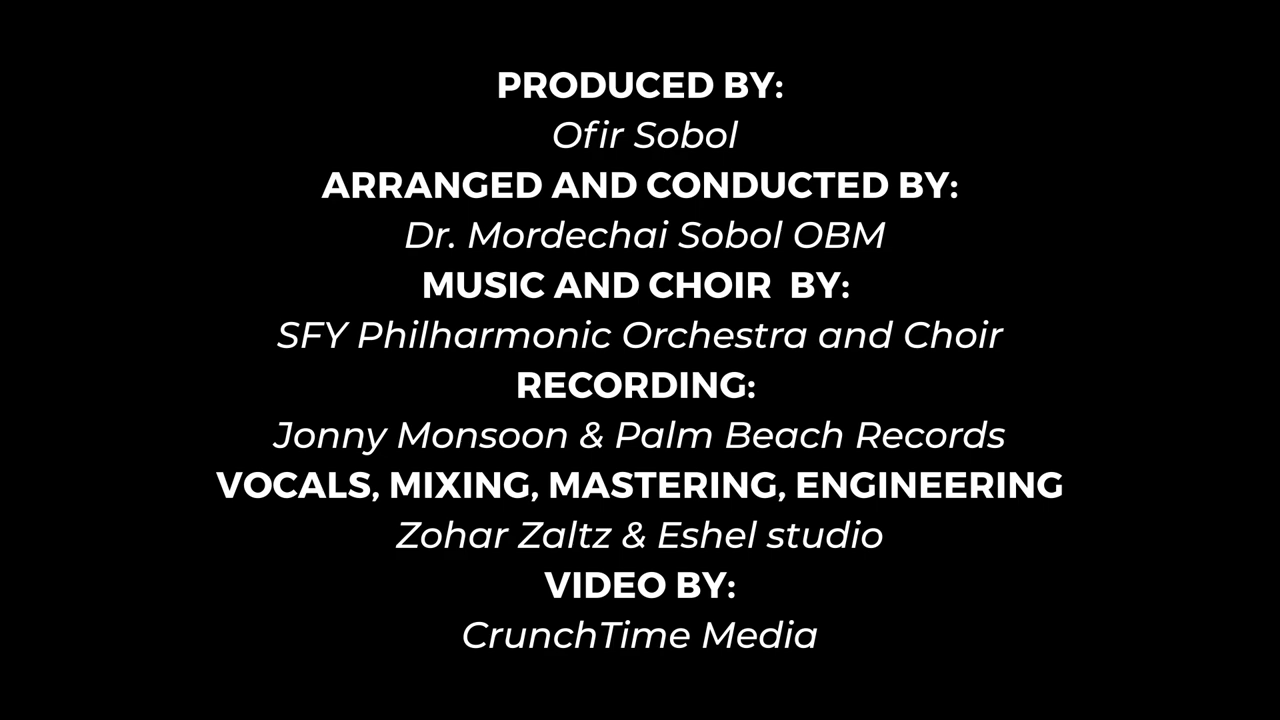 PRODUCED BY:
Ofir Sobol
ARRANGED AND CONDUCTED BY:
Dr. Mordechai Sobol OBM
MUSIC AND CHOIR  BY:
SFY Philharmonic Orchestra and Choir
RECORDING:
Jonny Monsoon & Palm Beach Records
VOCALS, MIXING, MASTERING, ENGINEERING
Zohar Zaltz & Eshel studio
VIDEO BY:
CrunchTime Media